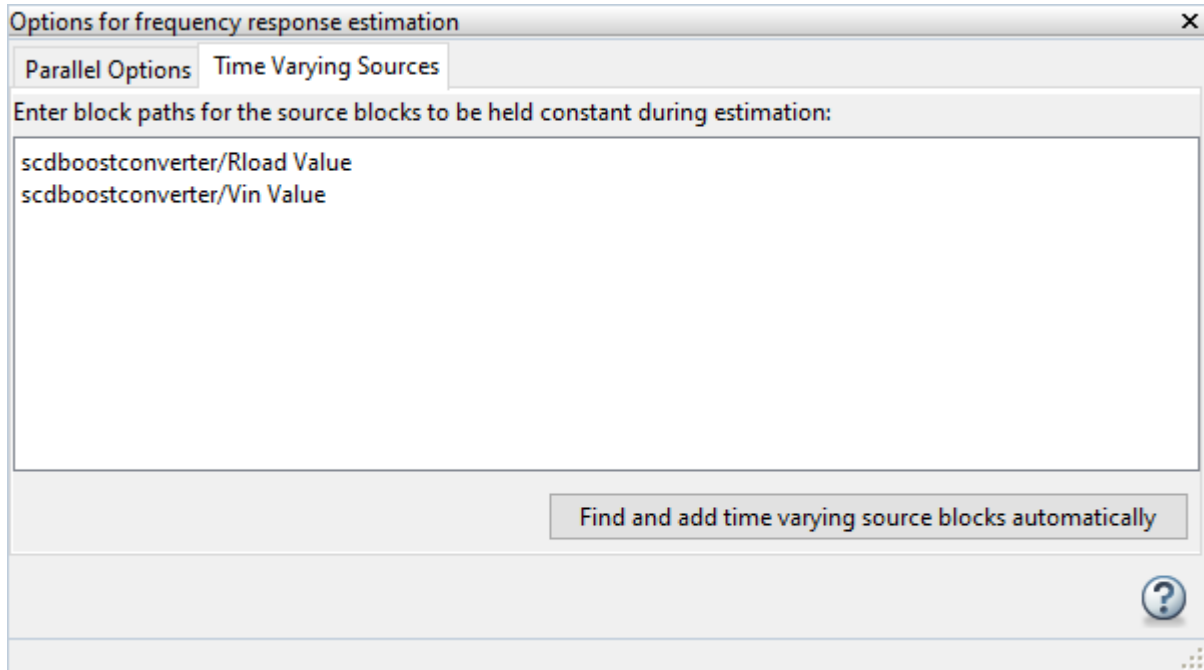 Options for frequency response estimation
Parallel Options Time Varying Sources
Enter block paths for the source blocks to be held constant during estimation:
scdboostconverter/Rload Value
scdboostconverter/Vin Value
Find and add time varying source blocks automatically